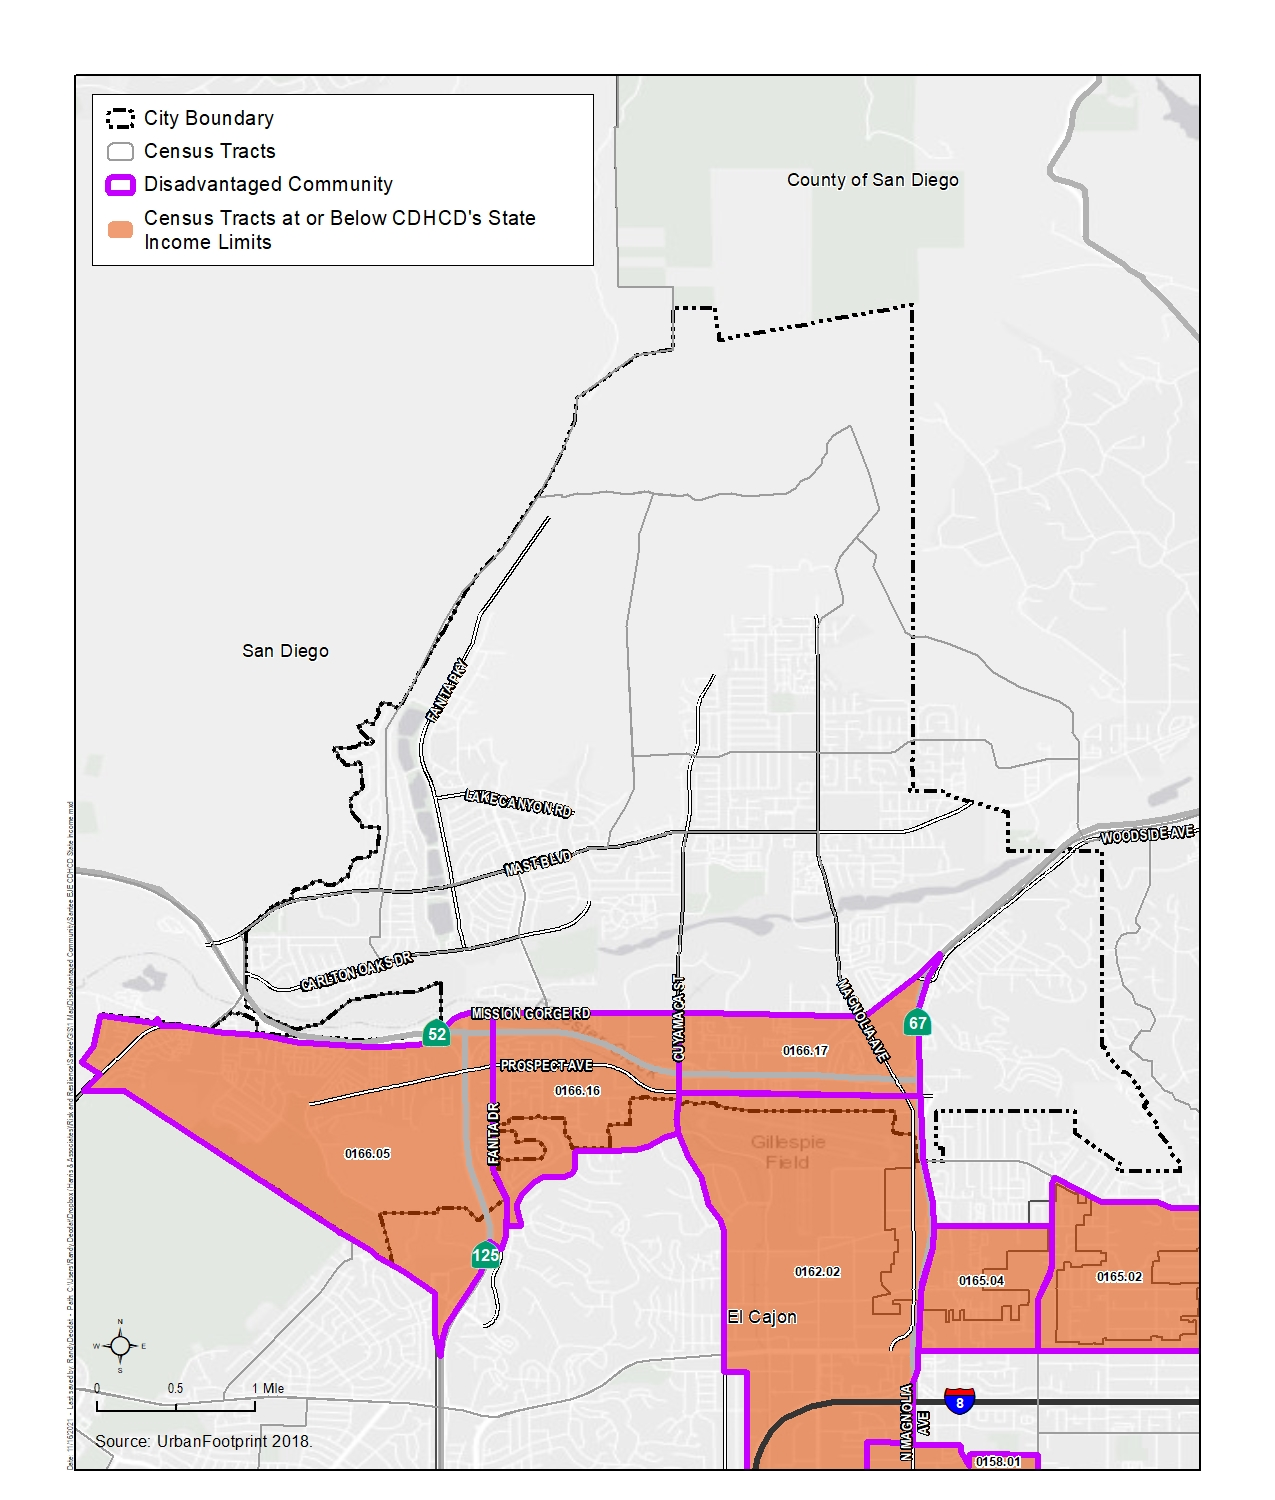 City Boundary
Census Tracts
Disadvantaged Community
Census Tracts at or Below CDHCD's State
Income Limits
County of San Diego
San Diego
FANITA PKY
LAKE CANYON RD
WOODSIDE AVE
MAST BLVD
CARLTON OAKS DR
MISSION GORGE RD
CUYAMACA ST
MAGNOLIA AVE
67
52
0166.17
PROSPECT AVE
0166.16
FANITA DR
0166.05
Gillespie
Field
125
0162.02
0165.04
0165.02
El Cajon
N
W
E
S
0
0.5
1 Mile
8
N MAGNOLIA
AVE
Source: UrbanFootprint 2018.
0158.01